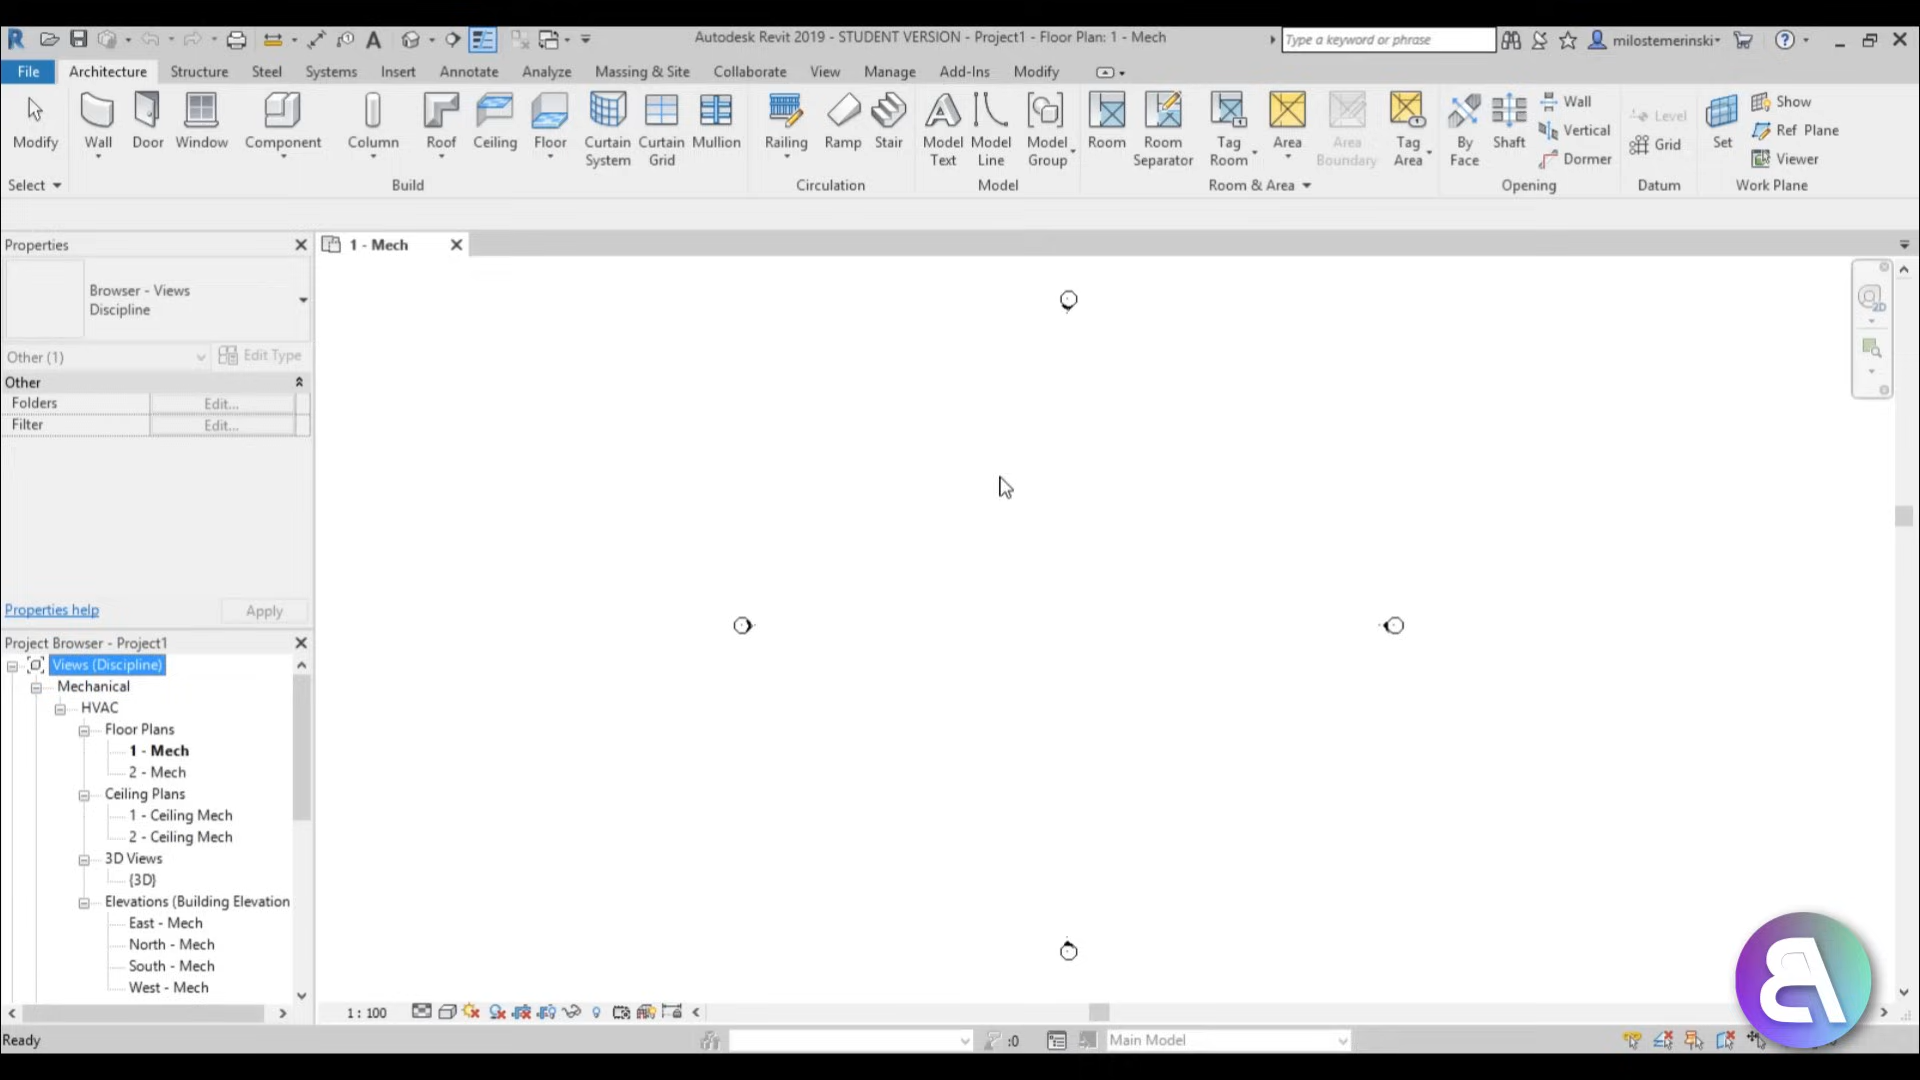 Autodesk Revit 2019 - STUDENT VERSION - Project1 - Floor Plan: 1 - Mech
Type a keyword or phrase
milostemerinski
File Architecture Structure Steel Systems Insert Annotate Analyze Massing & Site Collaborate View Manage Add-Ins Modify
Modify Wall Door Window Component Column Roof Ceiling Floor Curtain System Curtain Grid Mullion Railing Ramp Stair Model Text Model Line Model Group Room Room Separator Tag Room Area Area Boundary Tag Area By Face Shaft Wall Vertical Dormer Level Grid Set Show Ref Plane Viewer
Select Build Circulation Model Room & Area Opening Datum Work Plane
Properties
1 - Mech
Browser - Views
Discipline
Other (1)
Edit Type
Other
Folders Edit...
Filter Edit...
Properties help
Apply
Project Browser - Project1
Views (Discipline)
Mechanical
HVAC
Floor Plans
1 - Mech
2 - Mech
Ceiling Plans
1 - Ceiling Mech
2 - Ceiling Mech
3D Views
{3D}
Elevations (Building Elevation
East - Mech
North - Mech
South - Mech
West - Mech
2D
1 : 100
Ready
:0
Main Model